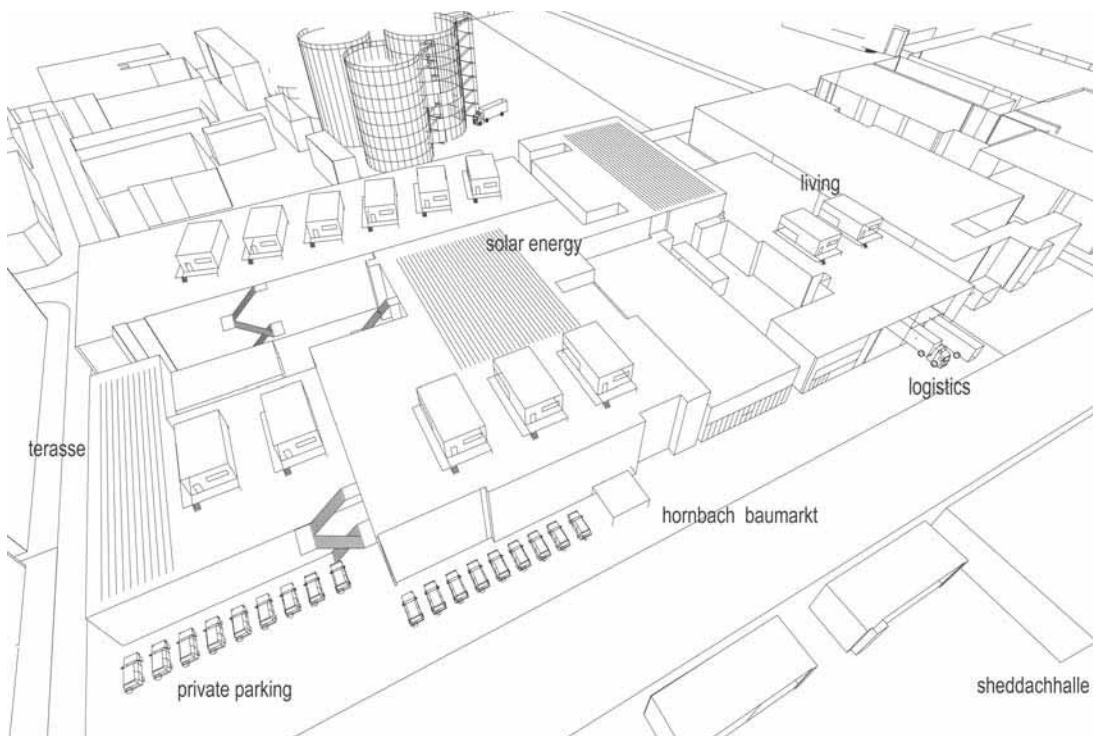 living
solar energy
logistics
terasse
hornbach baumarkt
private parking
sheddachhalle